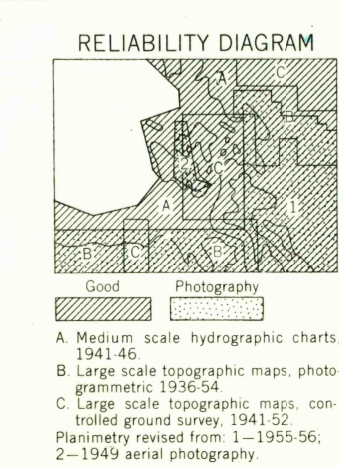 RELIABILITY DIAGRAM
A
C
B
2
C
A
1
B
C
B
Good
Photography
A. Medium scale hydrographic charts,
1941-46.
B. Large scale topographic maps, photo-
grammetric 1936-54.
C. Large scale topographic maps, con-
trolled ground survey, 1941-52.
Planimetry revised from: 1—1955-56;
2—1949 aerial photography.